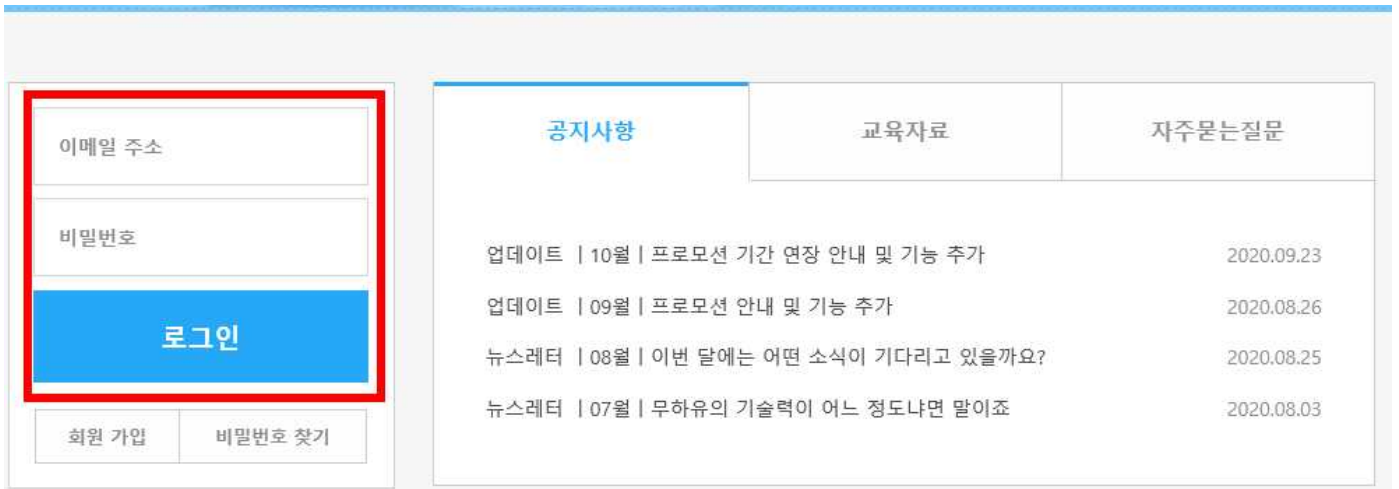 이메일 주소
비밀번호
로그인
회원 가입
비밀번호 찾기
공지사항
교육자료
자주묻는질문
업데이트 | 10월 | 프로모션 기간 연장 안내 및 기능 추가 2020.09.23
업데이트 | 09월 | 프로모션 안내 및 기능 추가 2020.08.26
뉴스레터 | 08월 | 이번 달에는 어떤 소식이 기다리고 있을까요? 2020.08.25
뉴스레터 | 07월 | 무하유의 기술력이 어느 정도냐면 말이죠 2020.08.03